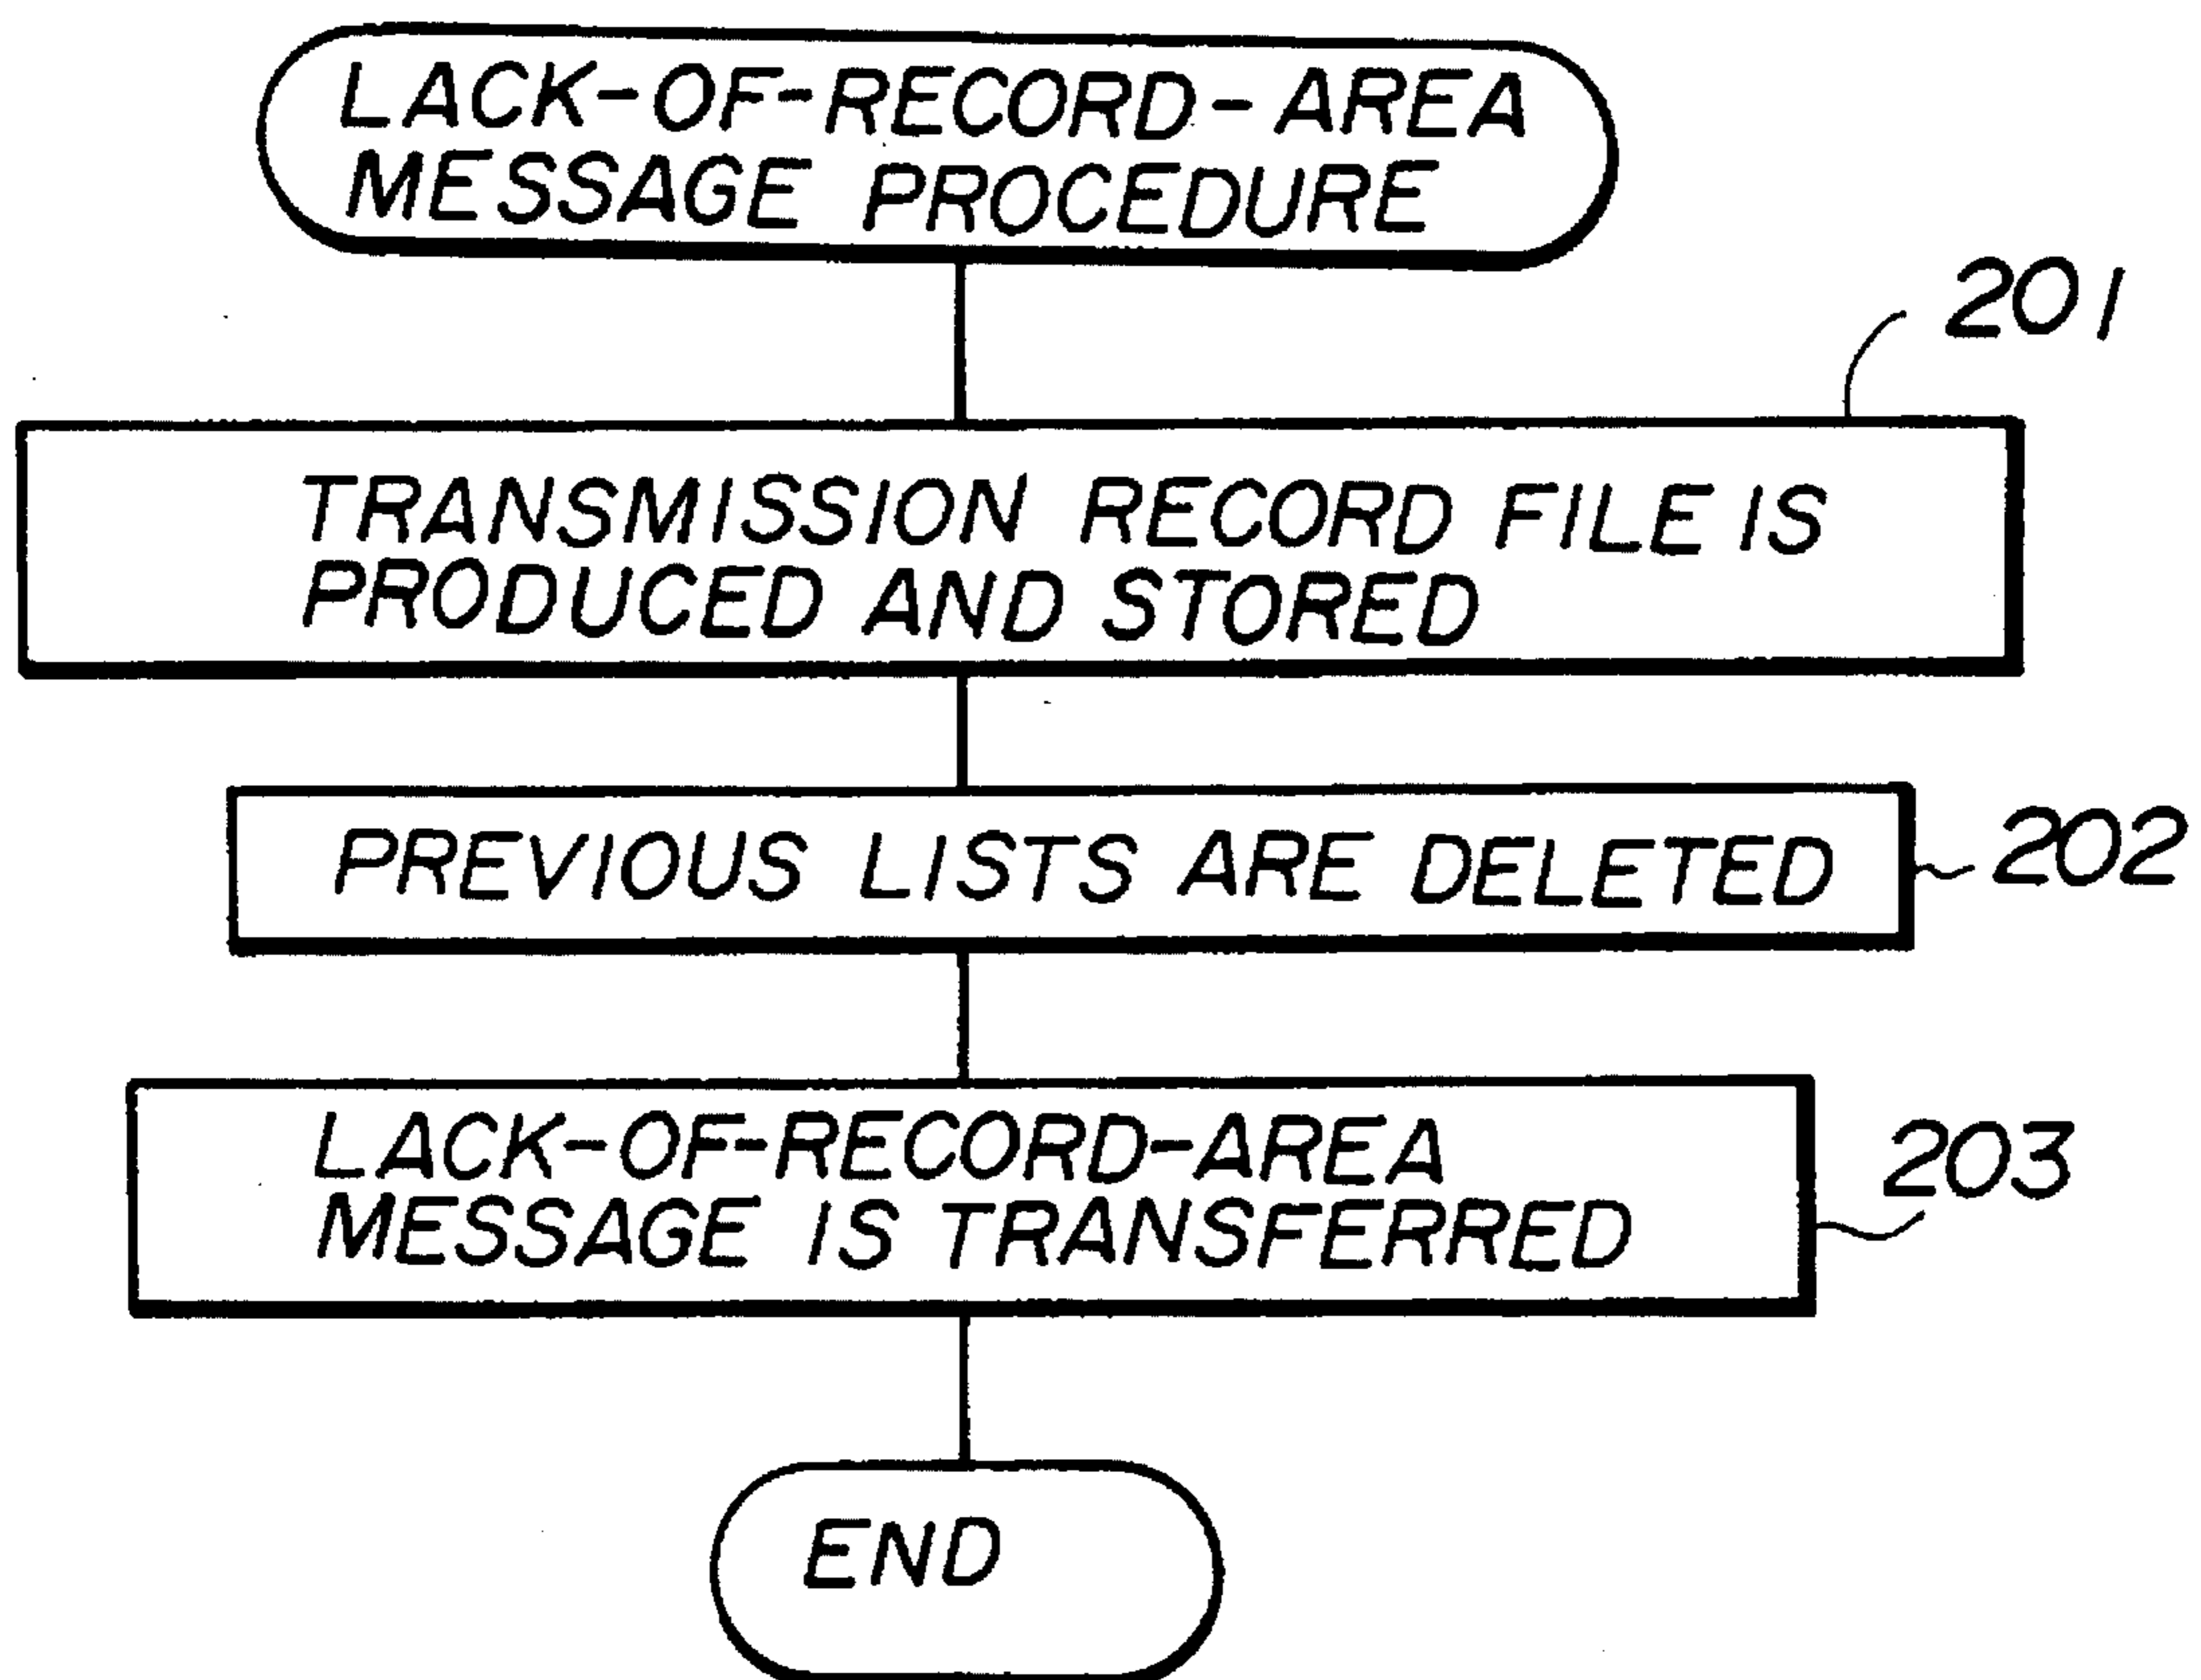 LACK-OF-RECORD-AREA
MESSAGE PROCEDURE
201
TRANSMISSION RECORD FILE IS
PRODUCED AND STORED
PREVIOUS LISTS ARE DELETED
202
LACK-OF-RECORD-AREA
MESSAGE IS TRANSFERRED
203
END